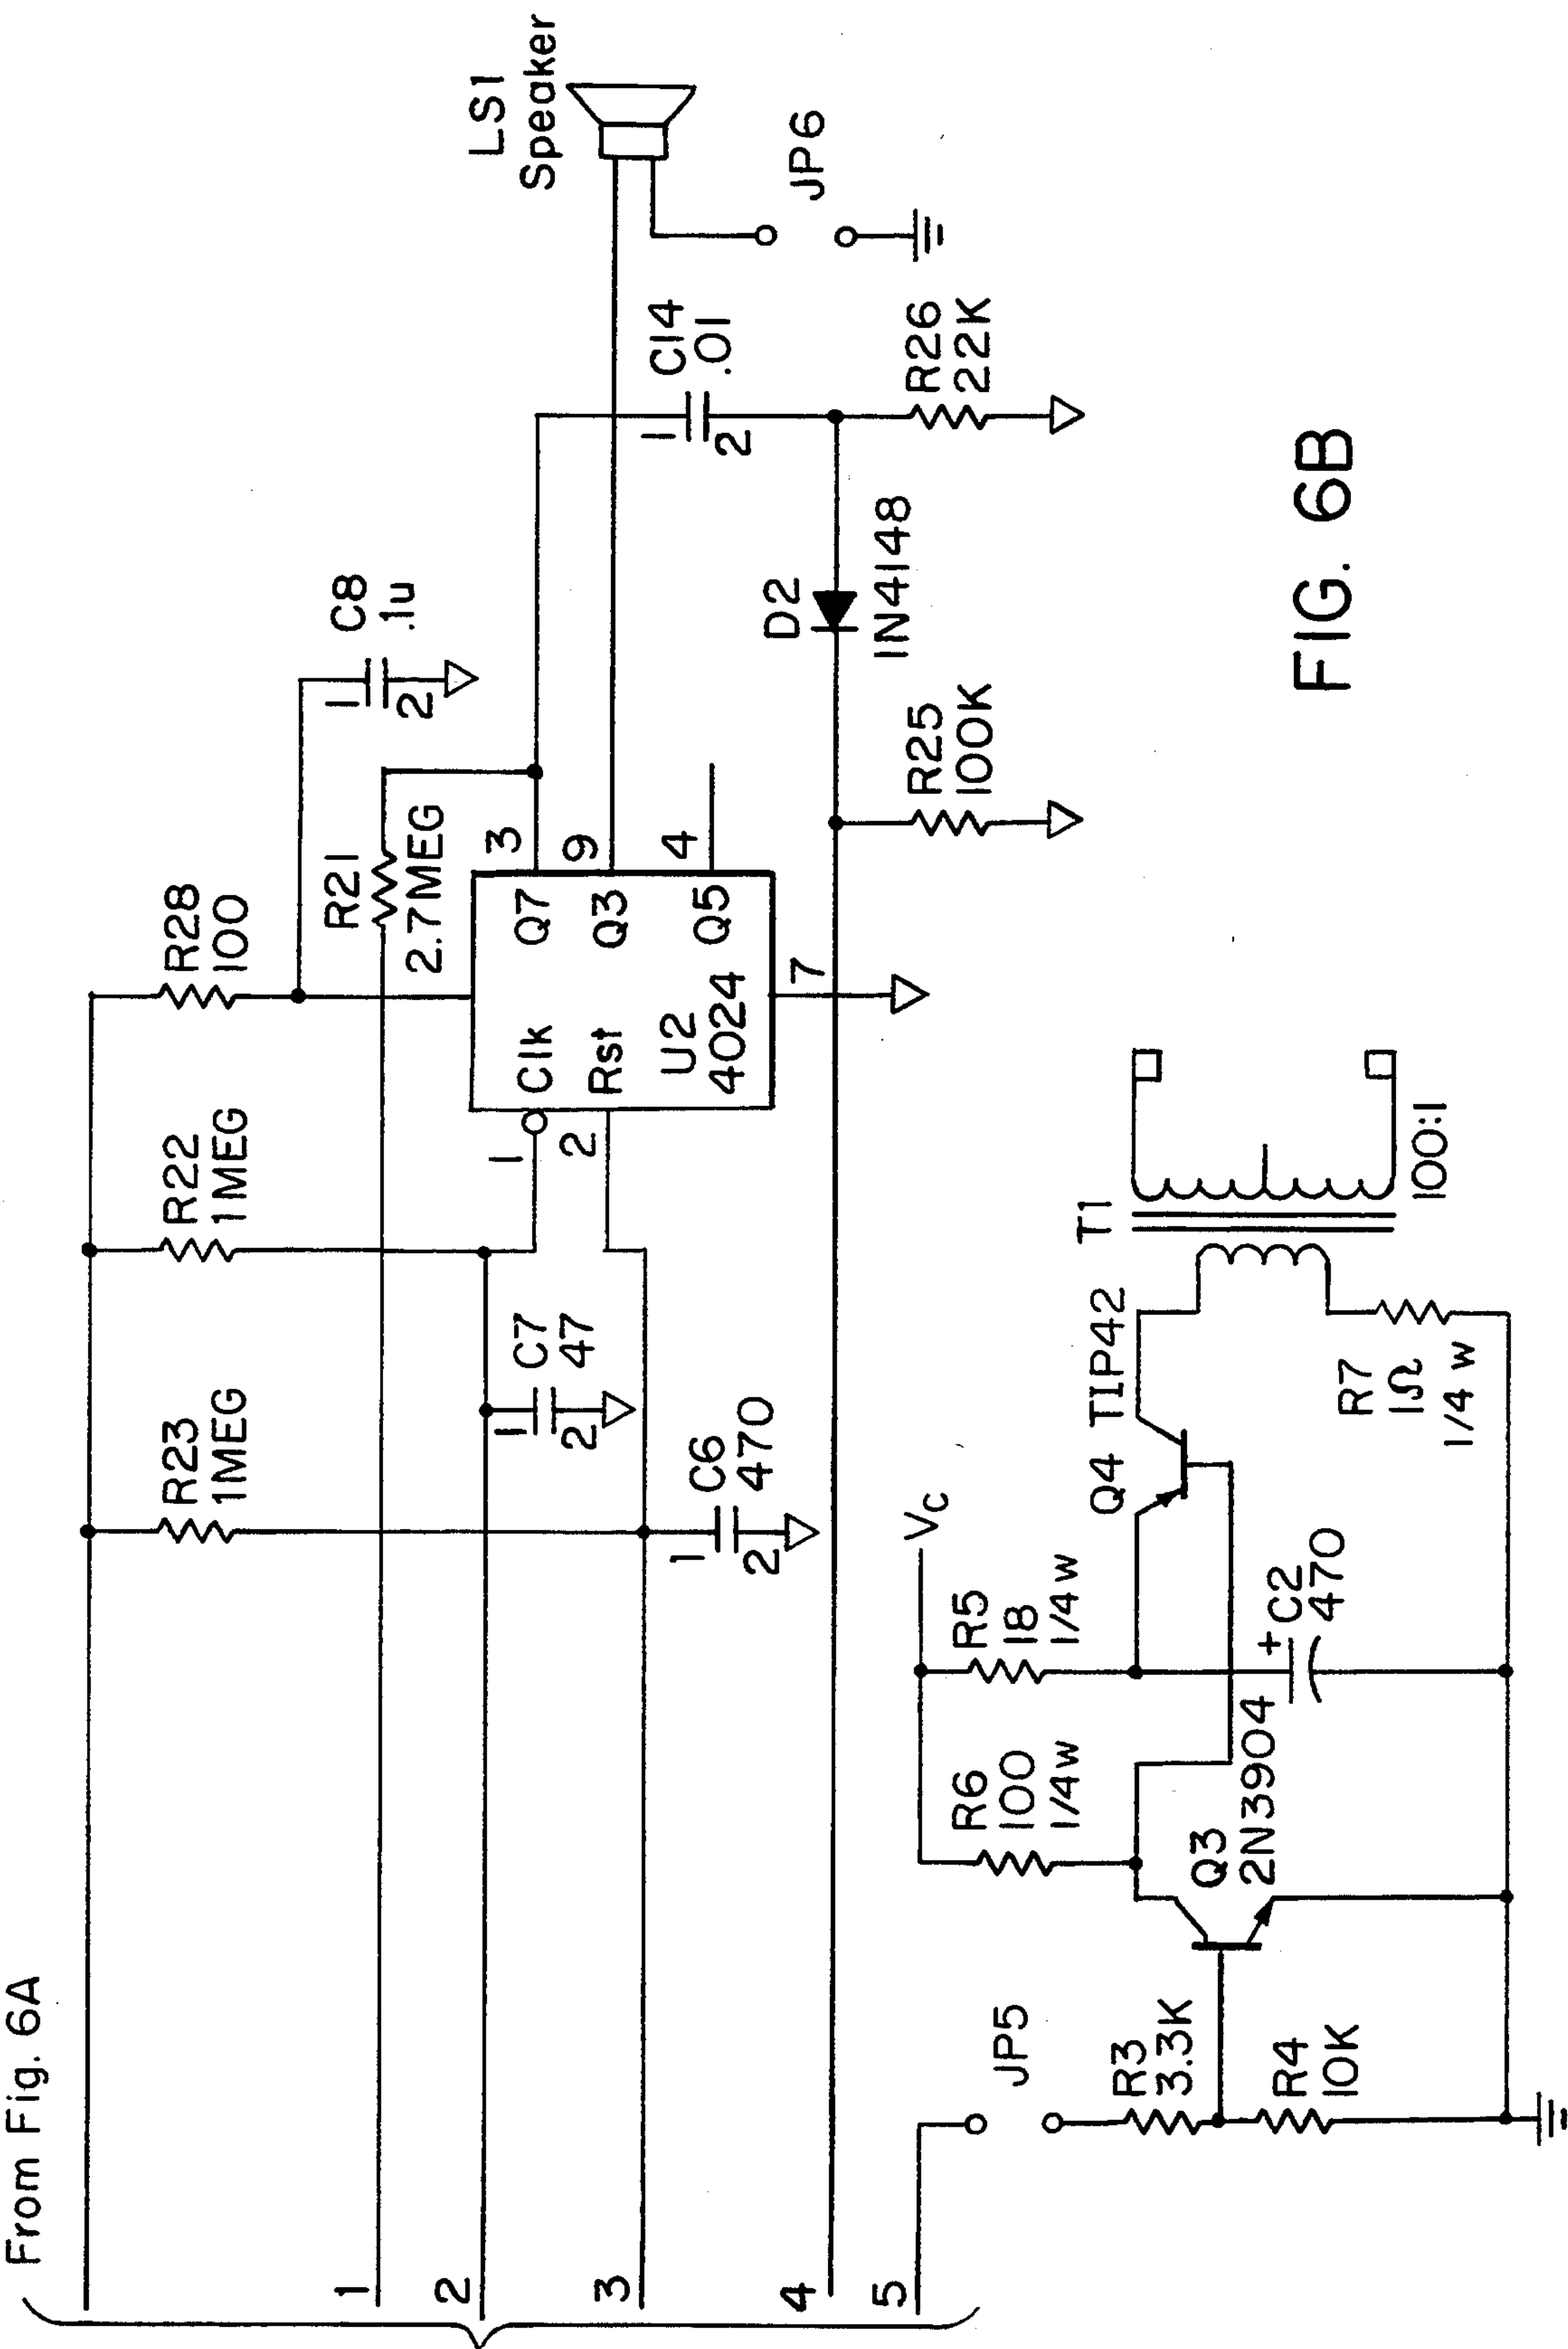 From Fig. 6A
R23
1MEG
R22
1MEG
R28
100
C8
.1u
1
2
1
R21
2.7MEG
LS1
Speaker
2
1
C7
47
2
1
2
Clk
Rst
U2
4024
Q7
Q3
Q5
3
9
4
7
3
1
C6
470
2
1
C14
.01
2
JP6
4
D2
1N4148
R25
100K
R26
22K
5
JP5
R3
3.3K
R4
10K
R6
100
1/4w
R5
18
1/4w
Vc
Q3
2N3904
C2
470
+
Q4 TIP42
T1
R7
1Ω
1/4 w
100:1
FIG. 6B